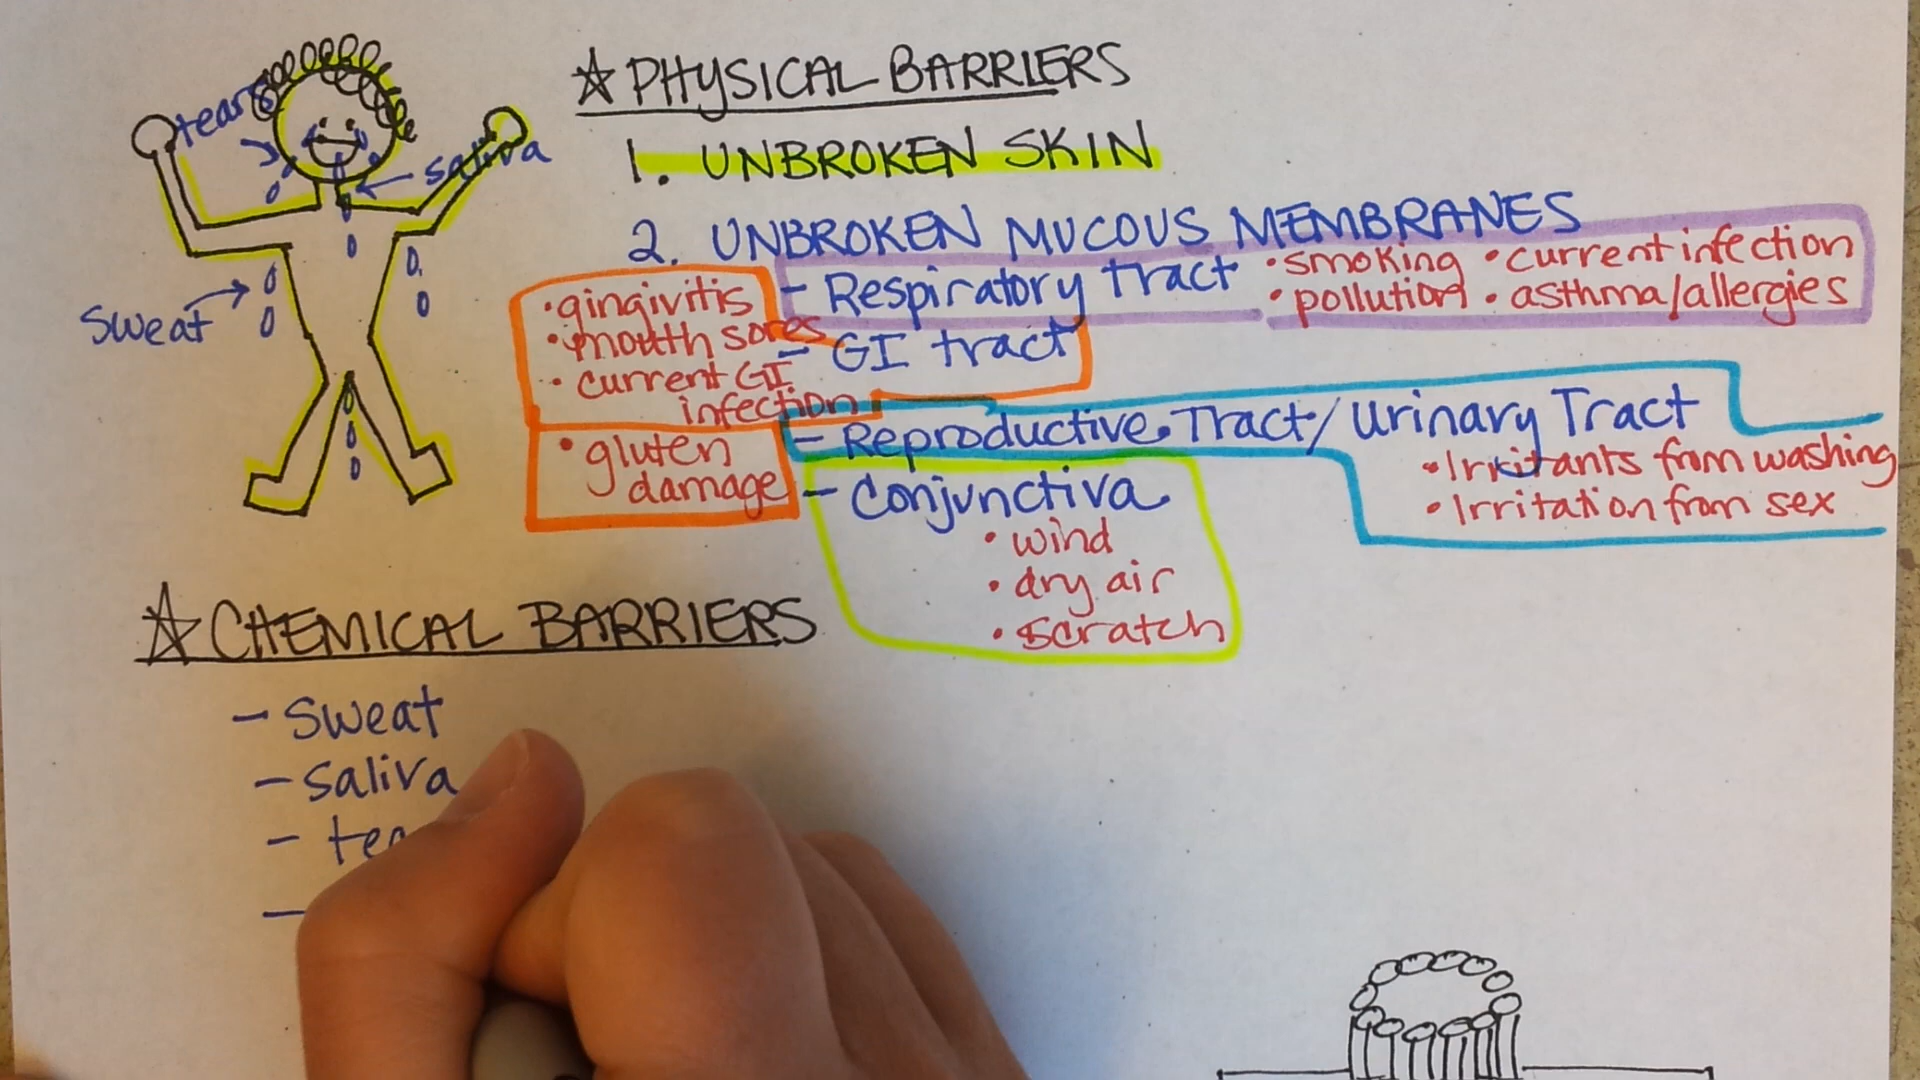 tears
saliva
sweat
☆ PHYSICAL BARRIERS
1. UNBROKEN SKIN
2. UNBROKEN MUCOUS MEMBRANES
- Respiratory Tract
• smoking • current infection
• pollution • asthma/allergies
- GI tract
• gingivitis
• mouth sores
• current GI
infection
• gluten
damage
- Reproductive Tract/Urinary Tract
• Irritants from washing
• Irritation from sex
- Conjunctiva
• wind
• dry air
• scratch
☆ CHEMICAL BARRIERS
- sweat
- saliva
-
-